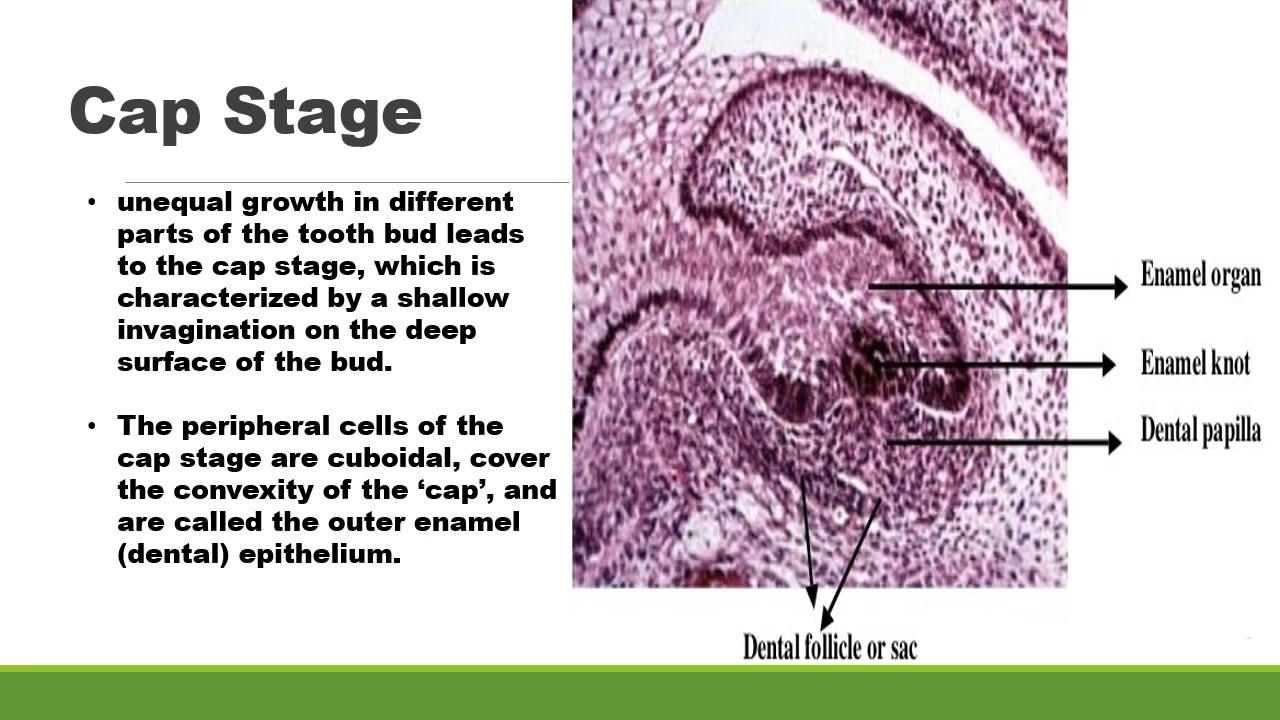 Cap Stage
• unequal growth in different
parts of the tooth bud leads
to the cap stage, which is
characterized by a shallow
invagination on the deep
surface of the bud.
• The peripheral cells of the
cap stage are cuboidal, cover
the convexity of the ‘cap’, and
are called the outer enamel
(dental) epithelium.
Enamel organ
Enamel knot
Dental papilla
Dental follicle or sac